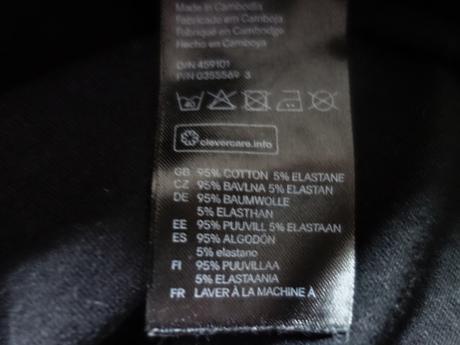 Made in Cambodia
Fabricado em Camboja
Fabriqué en Cambodge
Hecho en Camboya
O/N 459101
P/N 0355569 3
clevercare.info
GB 95% COTTON 5% ELASTANE
CZ 95% BAVLNA 5% ELASTAN
DE 95% BAUMWOLLE
5% ELASTHAN
EE 95% PUUVILL 5% ELASTAAN
ES 95% ALGODÓN
5% elastano
FI 95% PUUVILLAA
5% ELASTAANIA
FR LAVER À LA MACHINE À